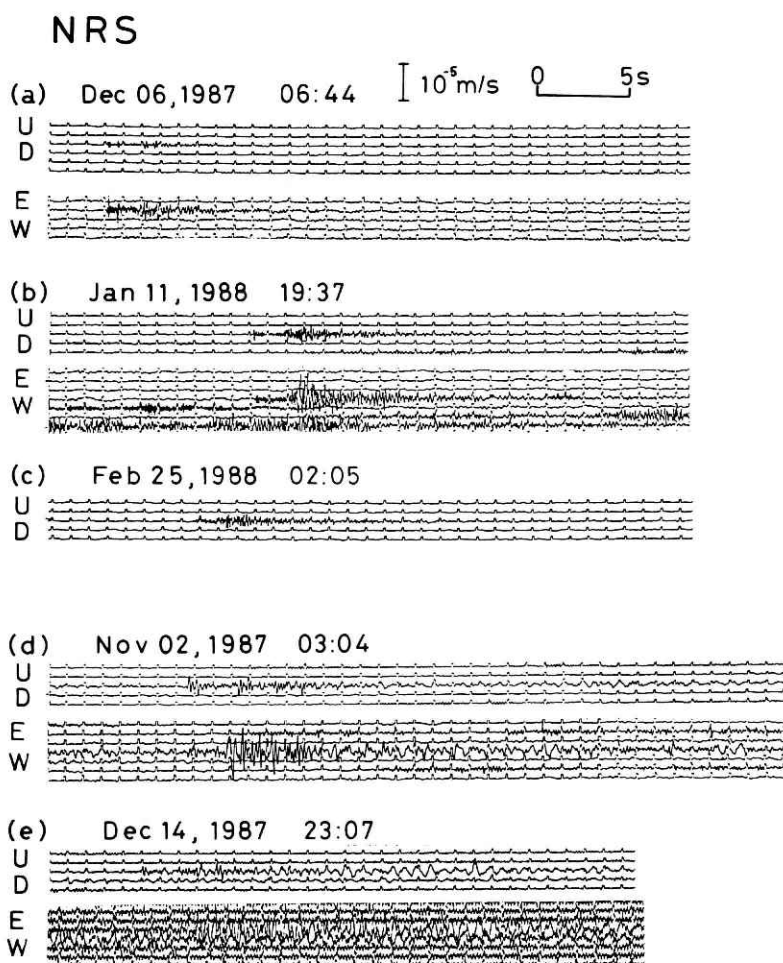 NRS
(a) Dec 06,1987 06:44 10⁻⁵m/s 0 5s
U
D
E
W
(b) Jan 11,1988 19:37
U
D
E
W
(c) Feb 25,1988 02:05
U
D
(d) Nov 02,1987 03:04
U
D
E
W
(e) Dec 14,1987 23:07
U
D
E
W